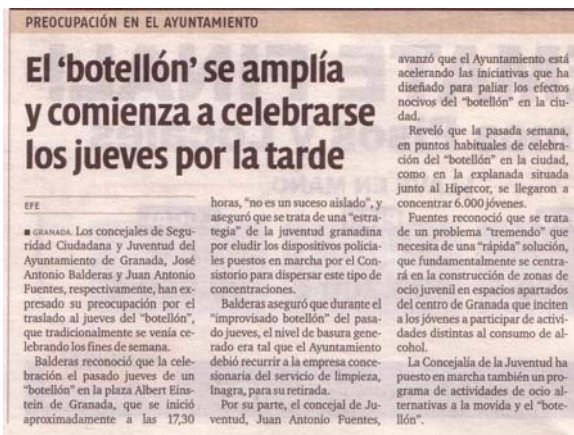 PREOCUPACIÓN EN EL AYUNTAMIENTO
El ‘botellón’ se amplía
y comienza a celebrarse
los jueves por la tarde
EFE
■ GRANADA. Los concejales de Segu-
ridad Ciudadana y Juventud del
Ayuntamiento de Granada, José
Antonio Balderas y Juan Antonio
Fuentes, respectivamente, han ex-
presado su preocupación por el
traslado al jueves del “botellón”,
que tradicionalmente se venía ce-
lebrando los fines de semana.
Balderas reconoció que la cele-
bración el pasado jueves de un
“botellón” en la plaza Albert Eins-
tein de Granada, que se inició
aproximadamente a las 17,30
horas, “no es un suceso aislado”, y
aseguró que se trata de una “estra-
tegia” de la juventud granadina
por eludir los dispositivos policia-
les puestos en marcha por el Con-
sistorio para dispersar este tipo de
concentraciones.
Balderas aseguró que durante el
“improvisado botellón” del pasa-
do jueves, el nivel de basura gene-
rado era tal que el Ayuntamiento
debió recurrir a la empresa conce-
sionaria del servicio de limpieza,
Inagra, para su retirada.
Por su parte, el concejal de Ju-
ventud, Juan Antonio Fuentes,
avanzó que el Ayuntamiento está
acelerando las iniciativas que ha
diseñado para paliar los efectos
nocivos del “botellón” en la ciu-
dad.
Reveló que la pasada semana,
en puntos habituales de celebra-
ción del “botellón” en la ciudad,
como en la explanada situada
junto al Hipercor, se llegaron a
concentrar 6.000 jóvenes.
Fuentes reconoció que se trata
de un problema “tremendo” que
necesita de una “rápida” solución,
que fundamentalmente se centra-
rá en la construcción de zonas de
ocio juvenil en espacios apartados
del centro de Granada que inciten
a los jóvenes a participar de activi-
dades distintas al consumo de al-
cohol.
La Concejalía de la Juventud ha
puesto en marcha también un pro-
grama de actividades de ocio al-
ternativas a la movida y el “bote-
llón”.